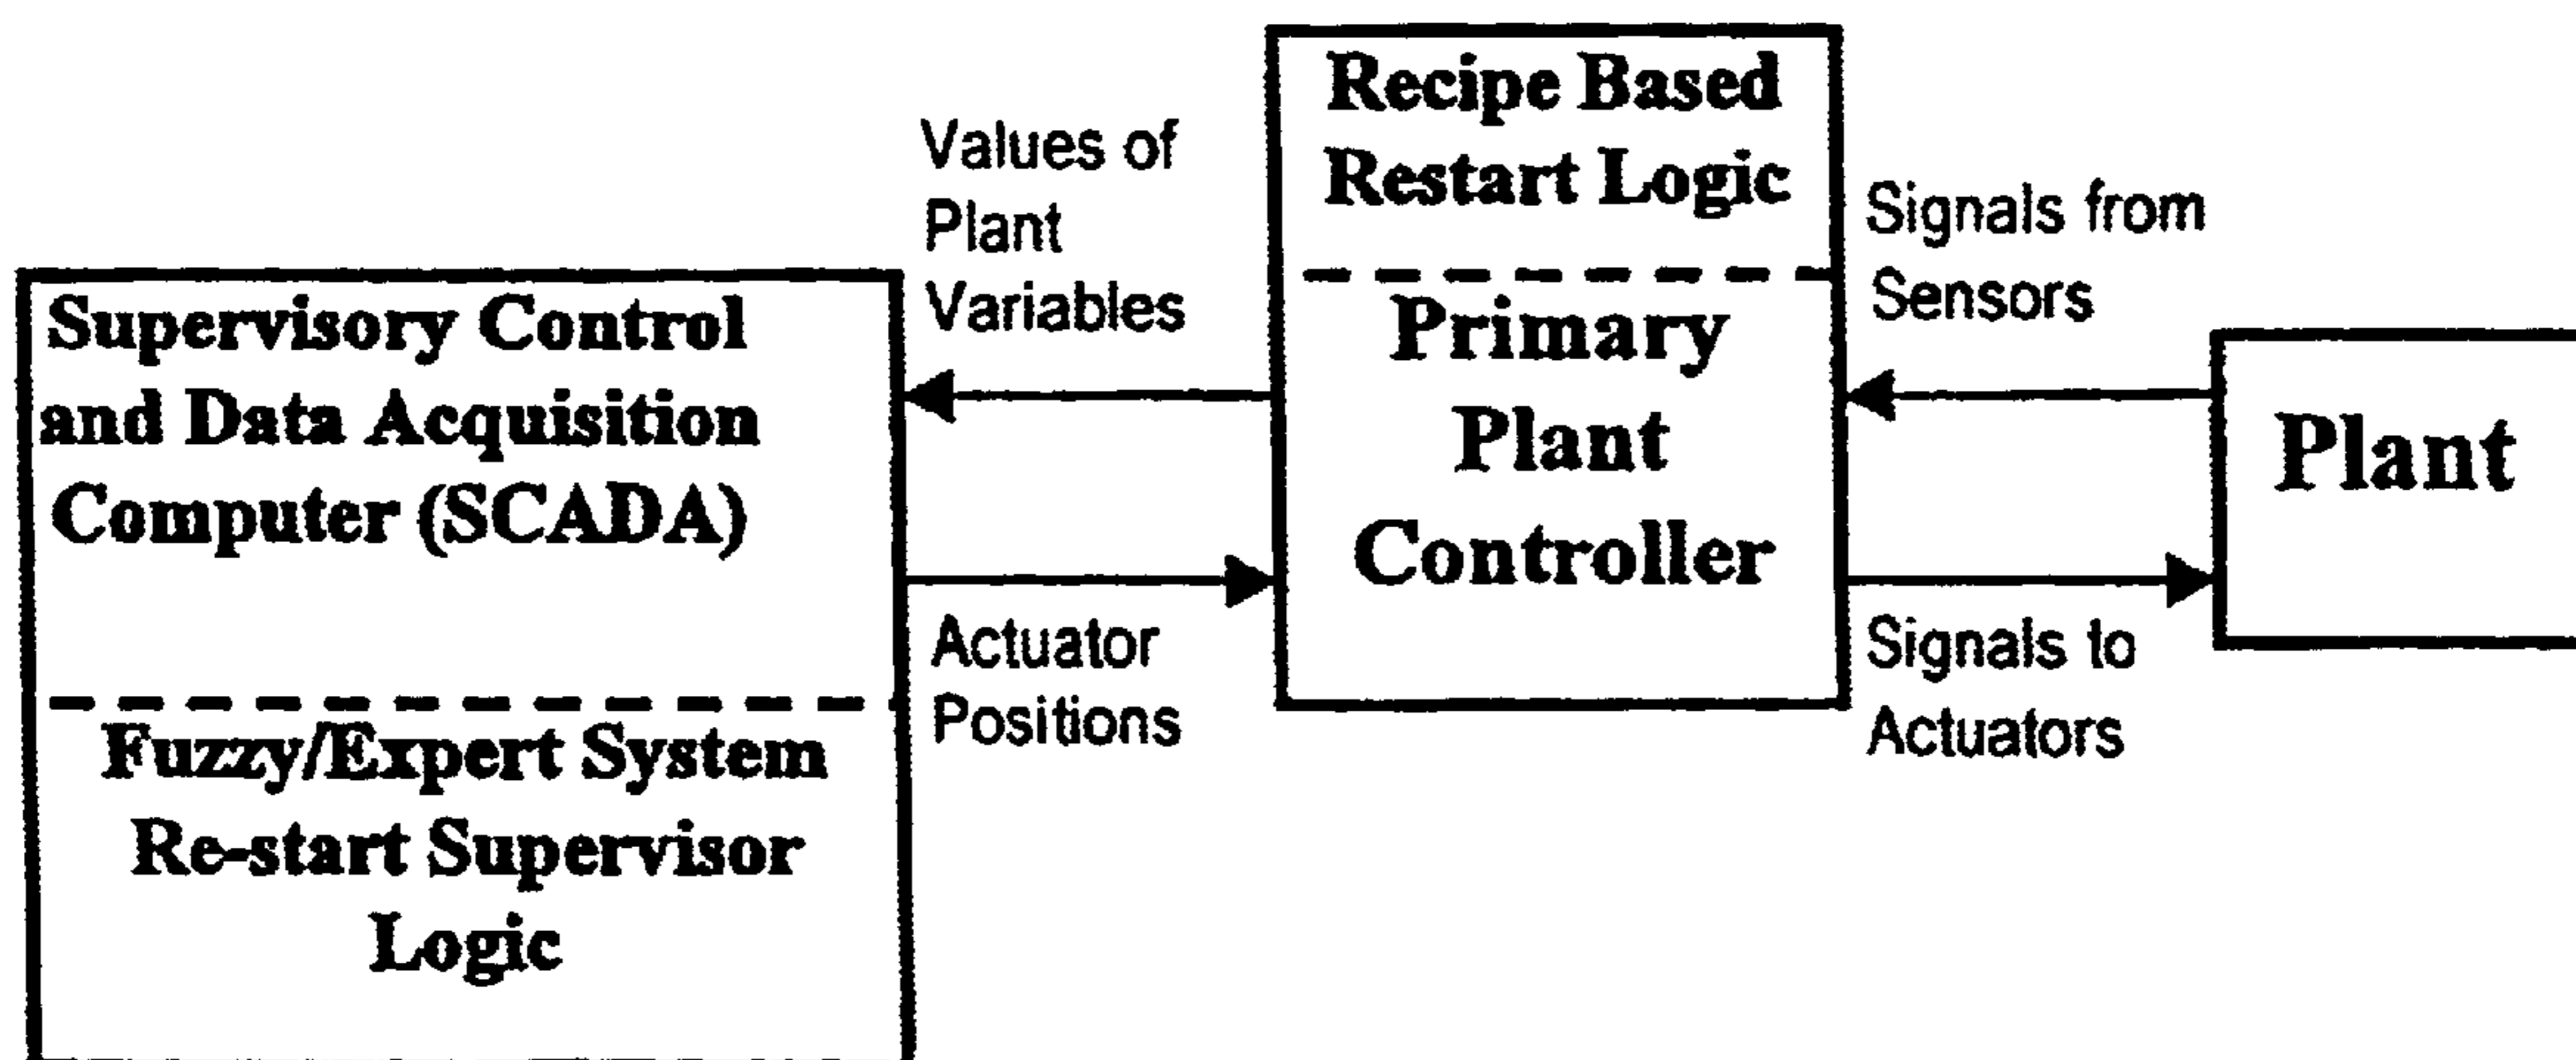 Supervisory Control
and Data Acquisition
Computer (SCADA)
Fuzzy/Expert System
Re-start Supervisor
Logic
Values of
Plant
Variables
Actuator
Positions
Recipe Based
Restart Logic
Primary
Plant
Controller
Signals from
Sensors
Signals to
Actuators
Plant